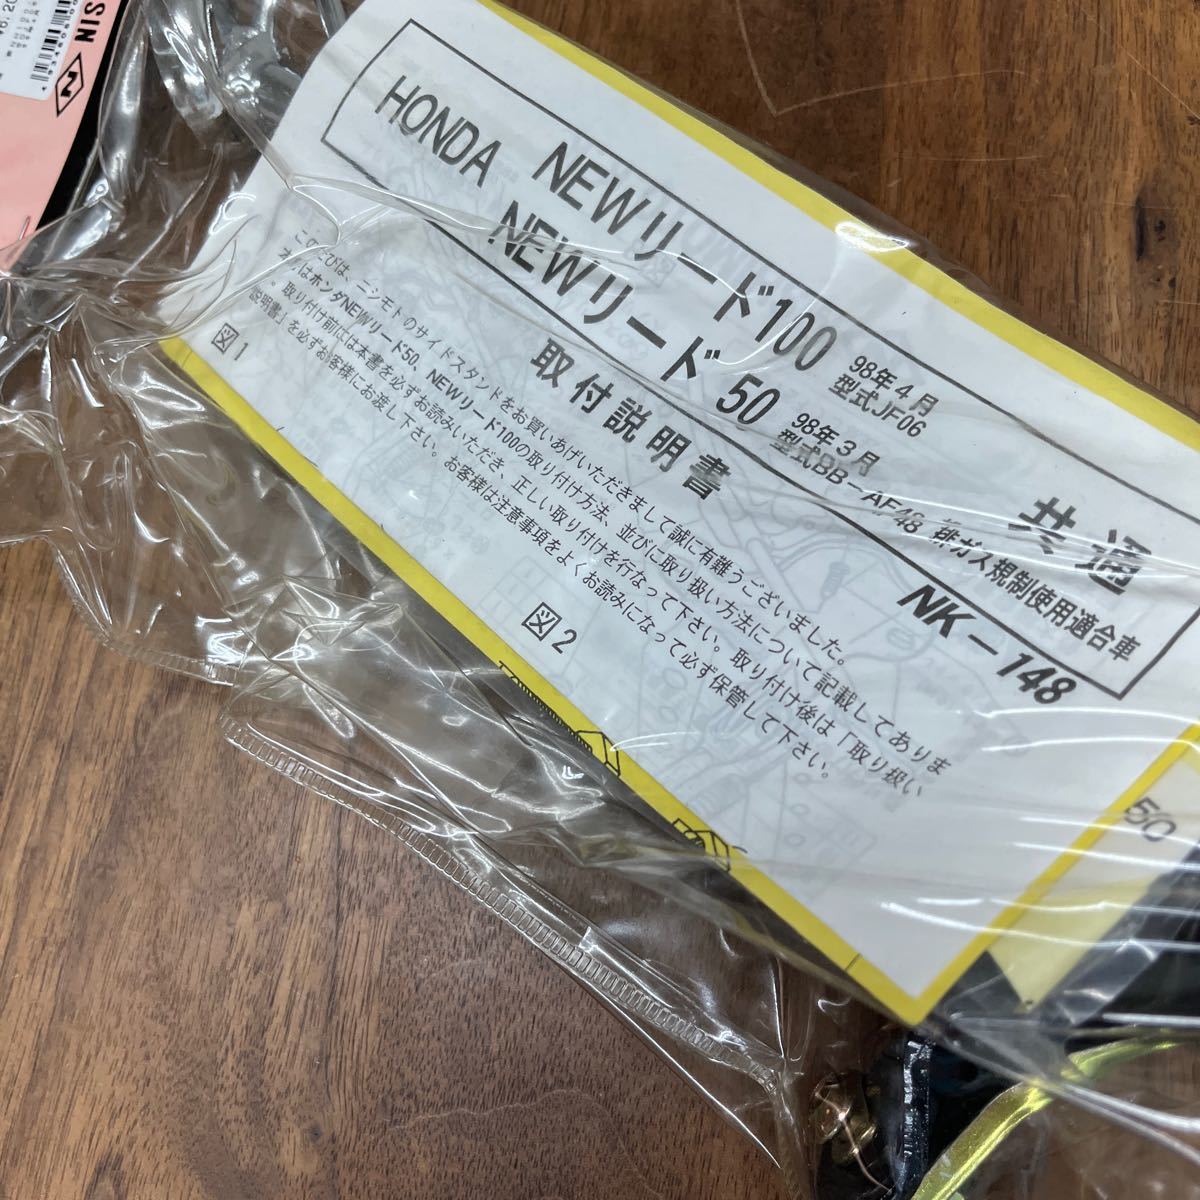 NIS
N
HONDA NEWリード100 98年4月 型式JF06 共通
NEWリード50 98年3月 型式BB-AF48 排ガス規制使用適合車
取付説明書
NK-148
このたびは、ニシモトのサイドスタンドをお買いあげいただきまして誠に有難うございました。
本書はホンダNEWリード50、NEWリード100の取り付け方法、並びに取り扱い方法について記載してありま
。取り付け前には本書を必ずお読みいただき、正しい取り付けを行なって下さい。取り付け後は「取り扱い
説明書」を必ずお客様にお渡し下さい。お客様は注意事項をよくお読みになって必ず保管して下さい。
図1
図2
50